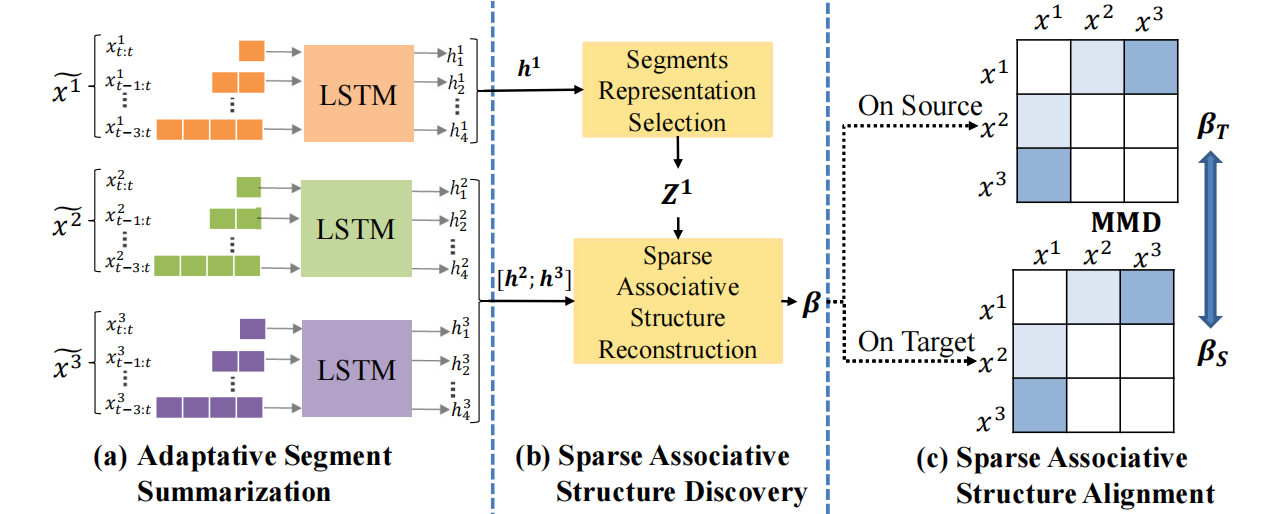 x̃¹
x¹ₜ:ₜ
x¹ₜ₋₁:ₜ
x¹ₜ₋₃:ₜ
LSTM
h¹₁
h¹₂
h¹₄
x̃²
x²ₜ:ₜ
x²ₜ₋₁:ₜ
x²ₜ₋₃:ₜ
LSTM
h²₁
h²₂
h²₄
x̃³
x³ₜ:ₜ
x³ₜ₋₁:ₜ
x³ₜ₋₃:ₜ
LSTM
h³₁
h³₂
h³₄
(a) Adaptative Segment
Summarization
h¹
Segments
Representation
Selection
Z¹
[h²; h³]
Sparse
Associative
Structure
Reconstruction
β
(b) Sparse Associative
Structure Discovery
On Source
On Target
x¹ x² x³
x¹
x²
x³
β_T
MMD
x¹ x² x³
x¹
x²
x³
β_S
(c) Sparse Associative
Structure Alignment